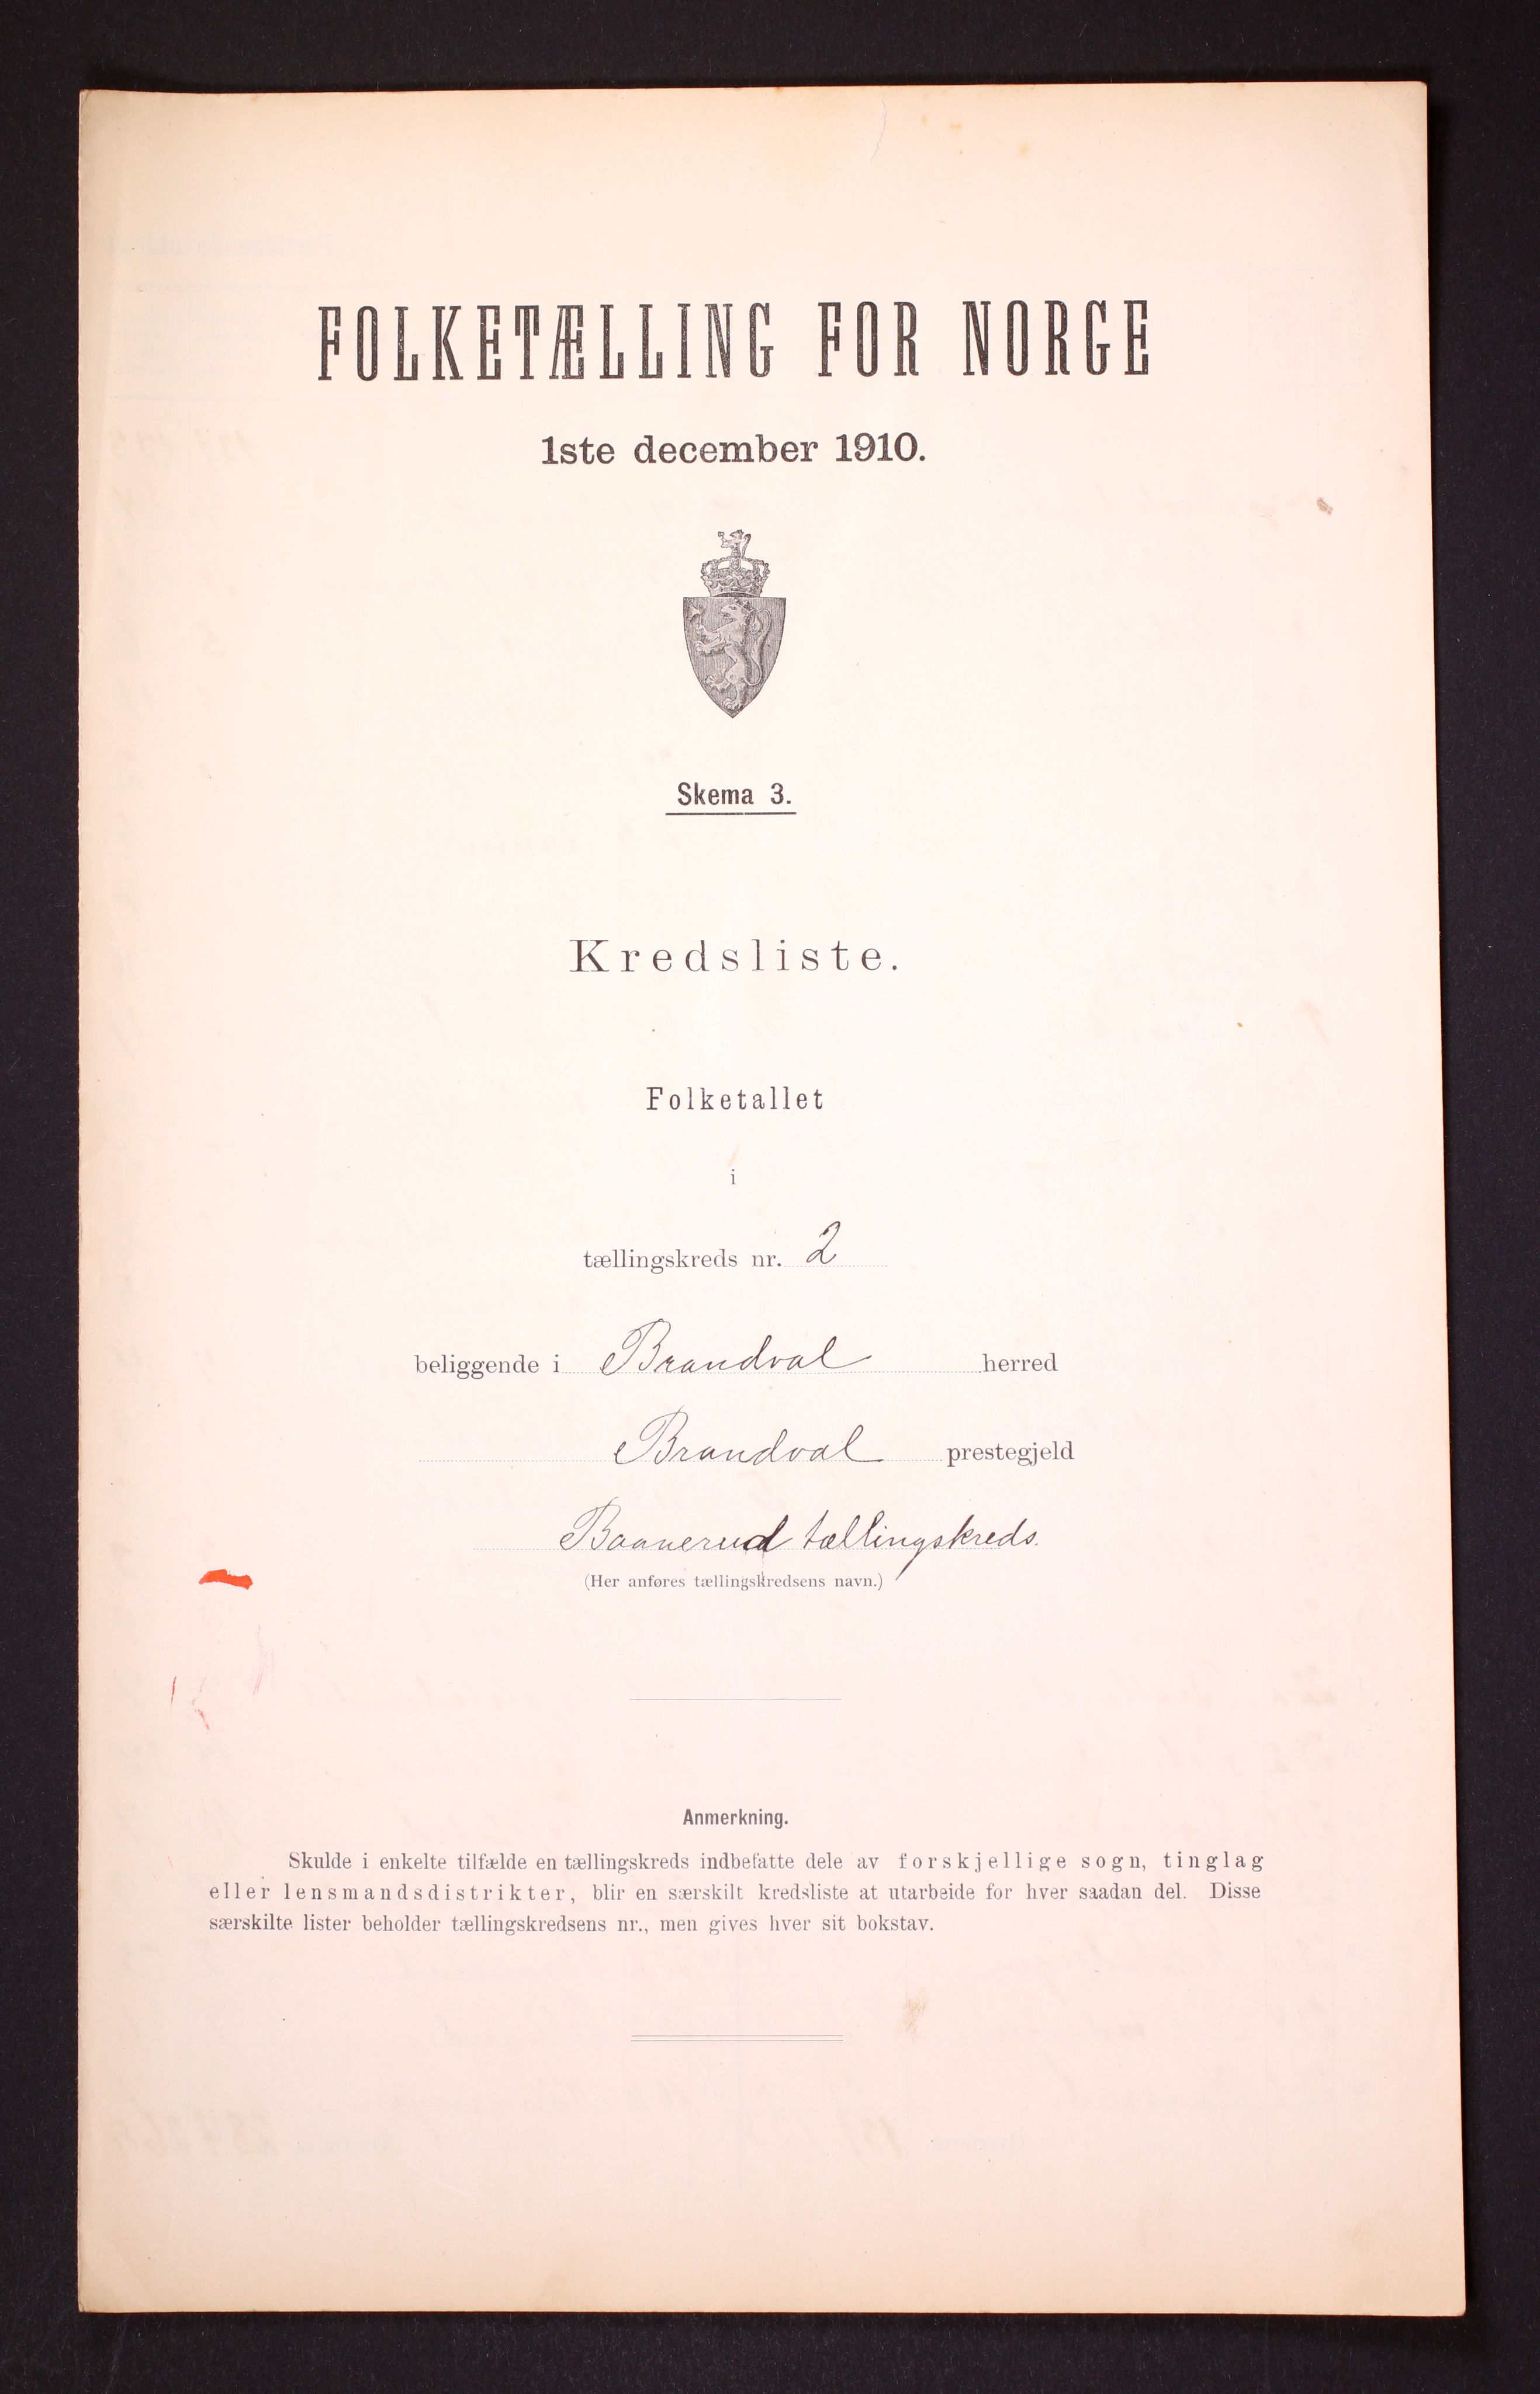 FOLKETÆLLING FOR NORGE
1ste december 1910.
Skema 3.
Kredsliste.
Folketallet
i
tællingskreds nr. 2
beliggende i Brandval herred
Brandval prestegjeld
Baanerud tællingskreds.
(Her anføres tællingskredsens navn.)
Anmerkning.
Skulde i enkelte tilfælde en tællingskreds indbefatte dele av forskjellige sogn, tinglag
eller lensmandsdistrikter, blir en særskilt kredsliste at utarbeide for hver saadan del. Disse
særskilte lister beholder tællingskredsens nr., men gives hver sit bokstav.